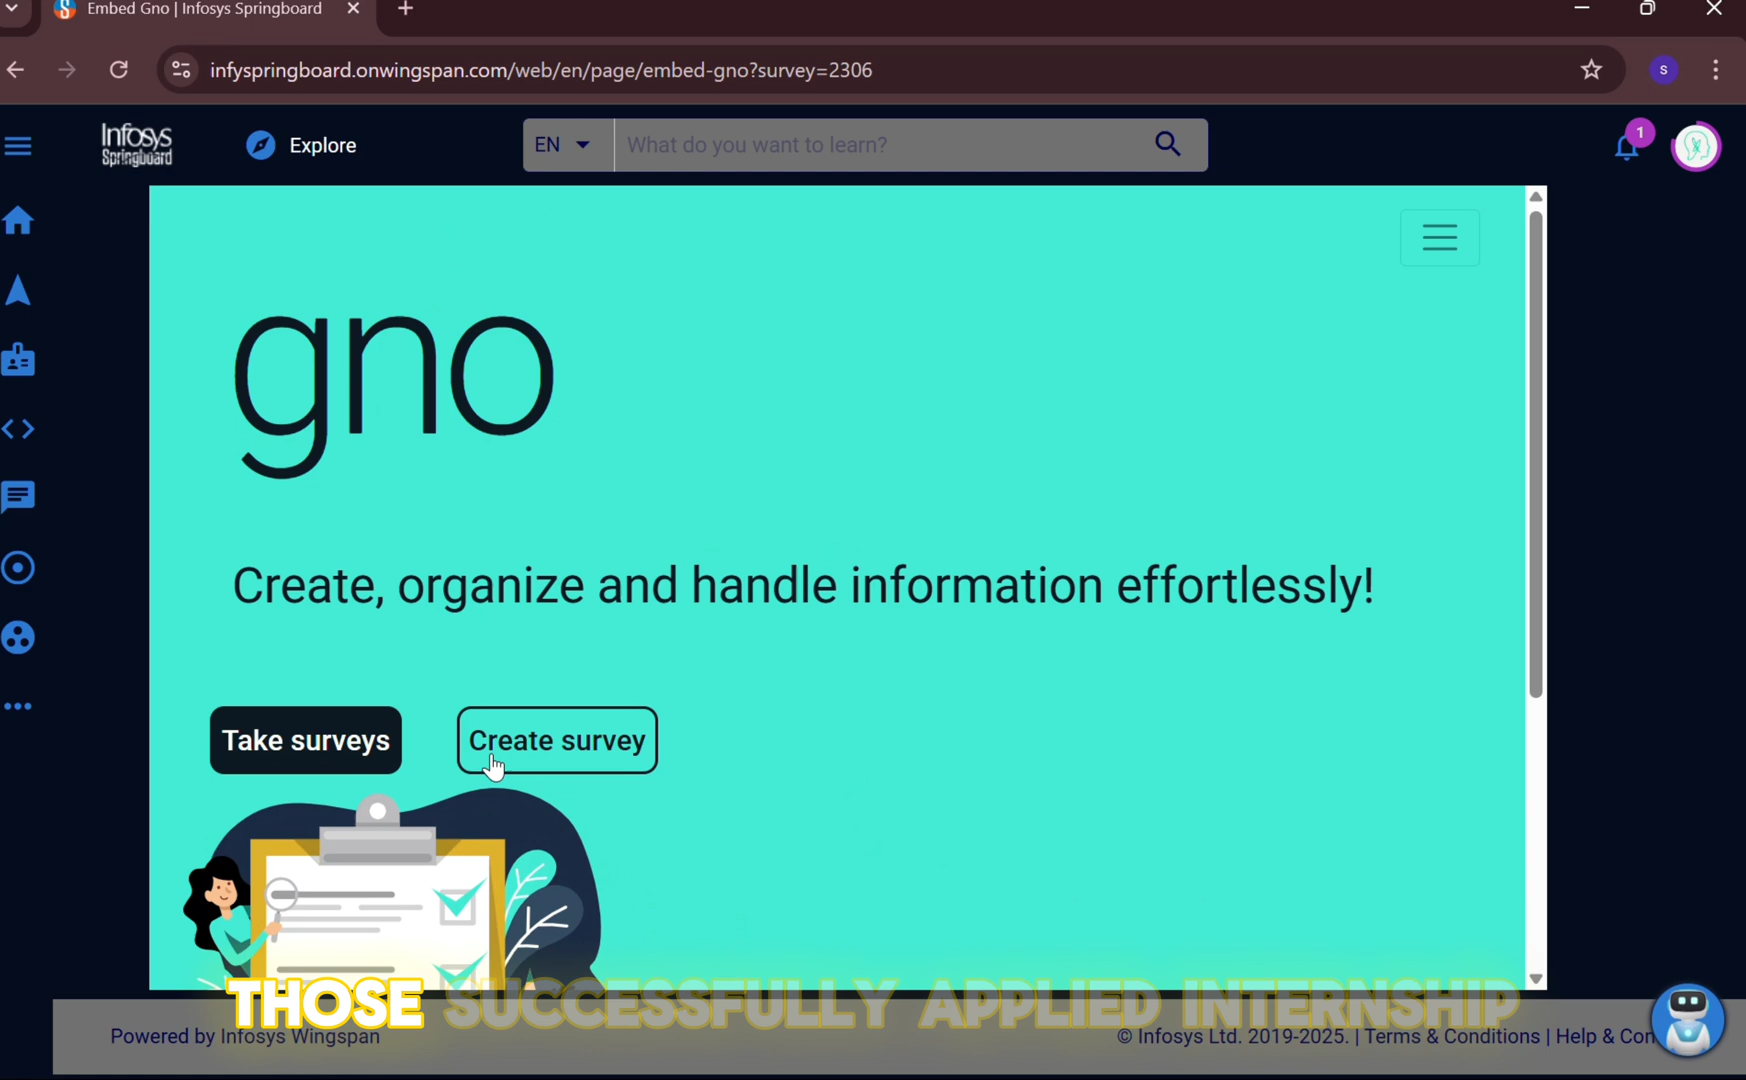 Embed Gno | Infosys Springboard
infyspringboard.onwingspan.com/web/en/page/embed-gno?survey=2306
S
Infosys
Springboard
Explore
EN
What do you want to learn?
1
gno
Create, organize and handle information effortlessly!
Take surveys
Create survey
THOSE SUCCESSFULLY APPLIED INTERNSHIP
Powered by Infosys Wingspan
© Infosys Ltd. 2019-2025. | Terms & Conditions | Help & Con